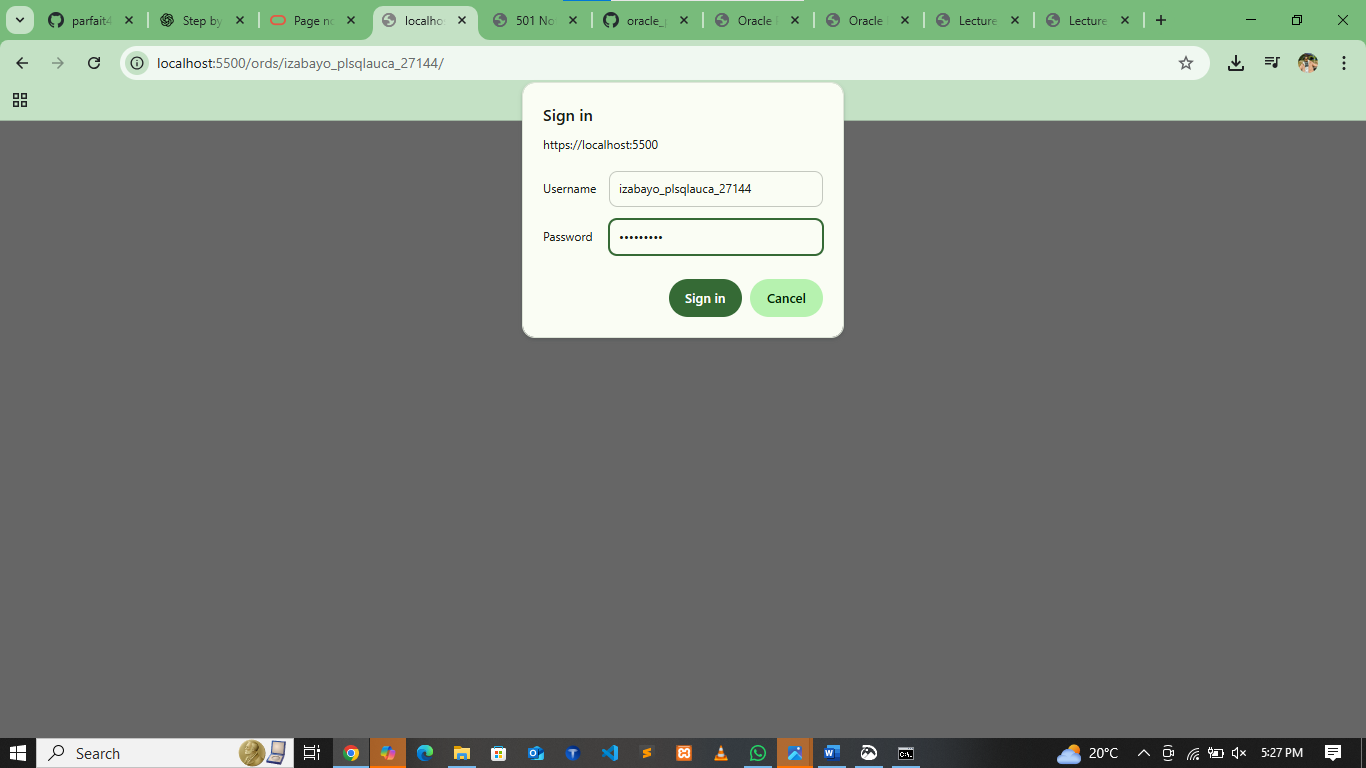 parfait4
Step by
Page no
localhos
501 No
oracle_p
Oracle
Oracle
Lecture
Lecture
localhost:5500/ords/izabayo_plsqlauca_27144/
Sign in
https://localhost:5500
Username
izabayo_plsqlauca_27144
Password
•••••••••
Sign in
Cancel
Search
20°C
5:27 PM